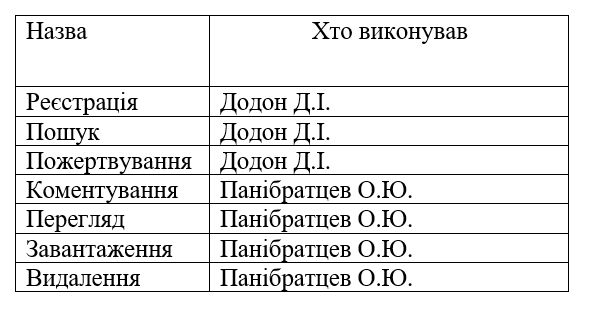 Назва Хто виконував
Реєстрація Додон Д.І.
Пошук Додон Д.І.
Пожертвування Додон Д.І.
Коментування Панібратцев О.Ю.
Перегляд Панібратцев О.Ю.
Завантаження Панібратцев О.Ю.
Видалення Панібратцев О.Ю.